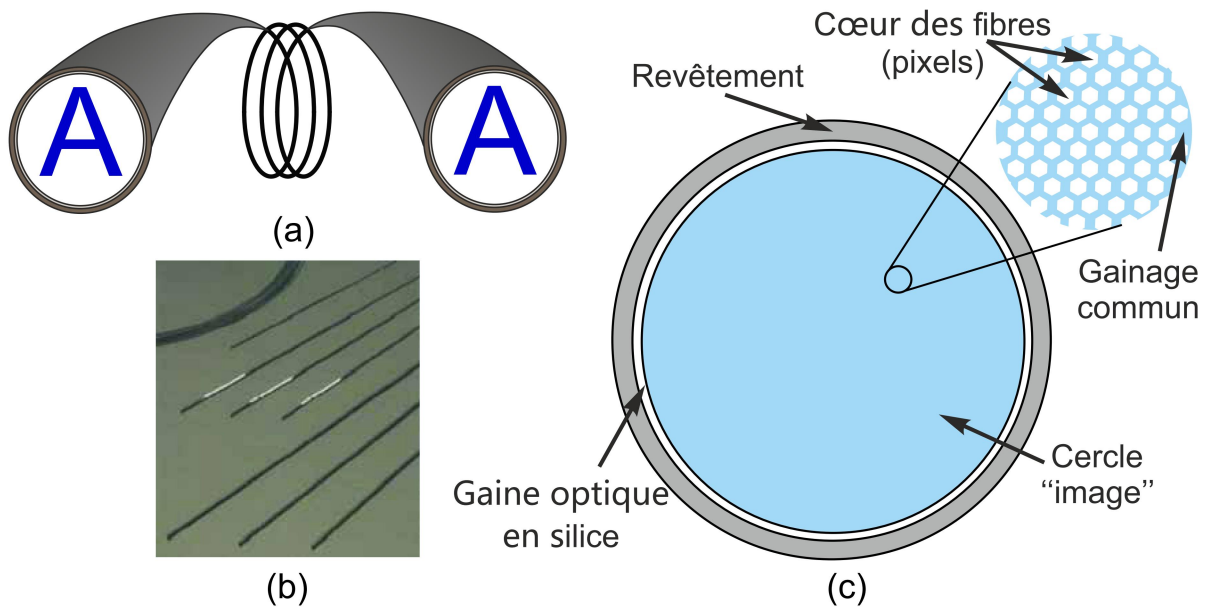 A
A
(a)
(b)
Revêtement
Cœur des fibres
(pixels)
Gainage
commun
Gaine optique
en silice
Cercle
“image”
(c)